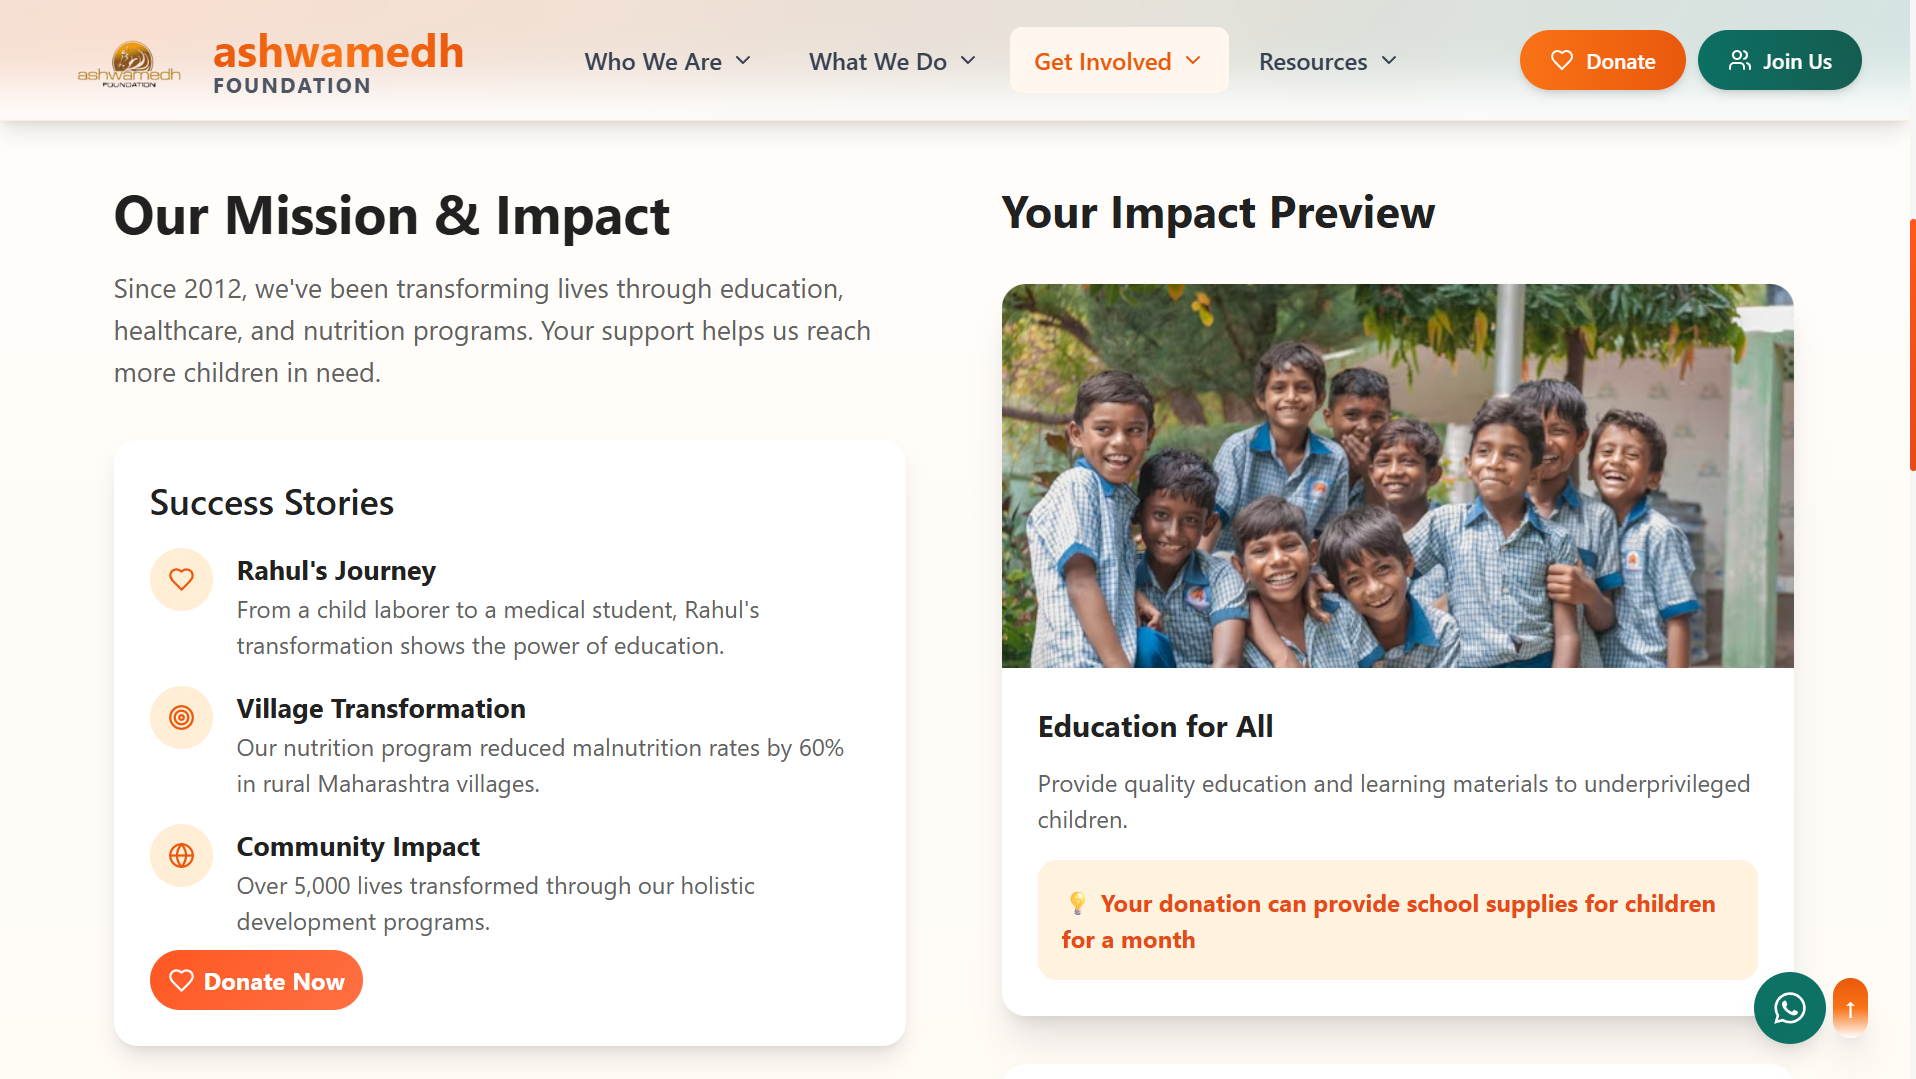 ashwamedh
FOUNDATION
ashwamedh
FOUNDATION
Who We Are
What We Do
Get Involved
Resources
Donate
Join Us
Our Mission & Impact
Since 2012, we've been transforming lives through education,
healthcare, and nutrition programs. Your support helps us reach
more children in need.
Success Stories
Rahul's Journey
From a child laborer to a medical student, Rahul's
transformation shows the power of education.
Village Transformation
Our nutrition program reduced malnutrition rates by 60%
in rural Maharashtra villages.
Community Impact
Over 5,000 lives transformed through our holistic
development programs.
Donate Now
Your Impact Preview
Education for All
Provide quality education and learning materials to underprivileged
children.
💡 Your donation can provide school supplies for children
for a month
↑